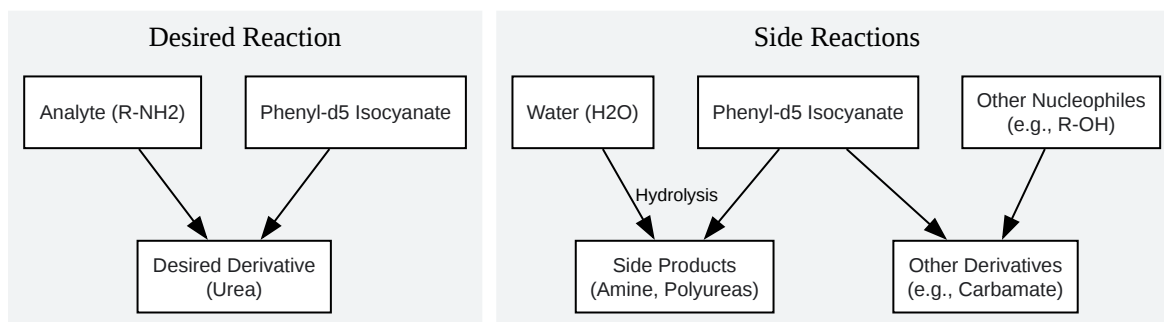 Desired Reaction
Analyte (R-NH2)
Phenyl-d5 Isocyanate
Desired Derivative
(Urea)
Side Reactions
Water (H2O)
Phenyl-d5 Isocyanate
Other Nucleophiles
(e.g., R-OH)
Hydrolysis
Side Products
(Amine, Polyureas)
Other Derivatives
(e.g., Carbamate)